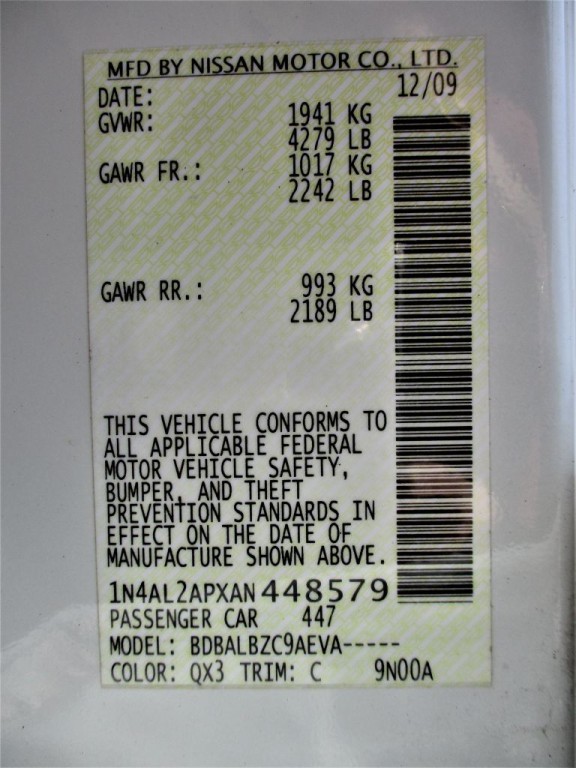 MFD BY NISSAN MOTOR CO., LTD.
DATE: 12/09
GVWR: 1941 KG
4279 LB
GAWR FR.: 1017 KG
2242 LB
GAWR RR.: 993 KG
2189 LB
THIS VEHICLE CONFORMS TO
ALL APPLICABLE FEDERAL
MOTOR VEHICLE SAFETY,
BUMPER, AND THEFT
PREVENTION STANDARDS IN
EFFECT ON THE DATE OF
MANUFACTURE SHOWN ABOVE.
1N4AL2APXAN448579
PASSENGER CAR 447
MODEL: BDBALBZC9AEVA-----
COLOR: QX3 TRIM: C 9N00A